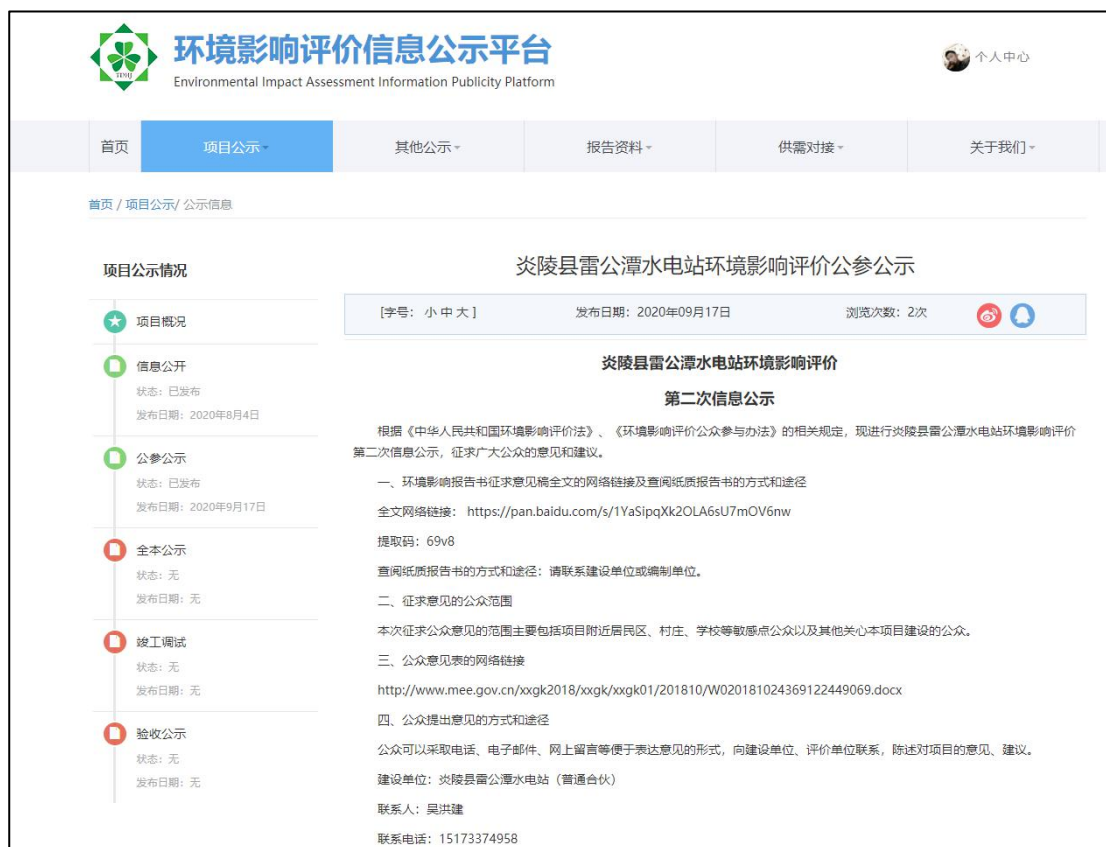 环境影响评价信息公示平台
Environmental Impact Assessment Information Publicity Platform
个人中心
首页
项目公示
其他公示
报告资料
供需对接
关于我们
首页 / 项目公示/ 公示信息
项目公示情况
项目概况
信息公开
状态：已发布
发布日期：2020年8月4日
公参公示
状态：已发布
发布日期：2020年9月17日
全本公示
状态：无
发布日期：无
竣工调试
状态：无
发布日期：无
验收公示
状态：无
发布日期：无
炎陵县雷公潭水电站环境影响评价公参公示
[字号： 小 中 大 ]
发布日期：2020年09月17日
浏览次数：2次
炎陵县雷公潭水电站环境影响评价
第二次信息公示
根据《中华人民共和国环境影响评价法》、《环境影响评价公众参与办法》的相关规定，现进行炎陵县雷公潭水电站环境影响评价
第二次信息公示，征求广大公众的意见和建议。
一、环境影响报告书征求意见稿全文的网络链接及查阅纸质报告书的方式和途径
全文网络链接： https://pan.baidu.com/s/1YaSipqXk2OLA6sU7mOV6nw
提取码：69v8
查阅纸质报告书的方式和途径：请联系建设单位或编制单位。
二、征求意见的公众范围
本次征求公众意见的范围主要包括项目附近居民区、村庄、学校等敏感点公众以及其他关心本项目建设的公众。
三、公众意见表的网络链接
http://www.mee.gov.cn/xxgk2018/xxgk/xxgk01/201810/W020181024369122449069.docx
四、公众提出意见的方式和途径
公众可以采取电话、电子邮件、网上留言等便于表达意见的形式，向建设单位、评价单位联系，陈述对项目的意见、建议。
建设单位：炎陵县雷公潭水电站（普通合伙）
联系人：吴洪建
联系电话：15173374958